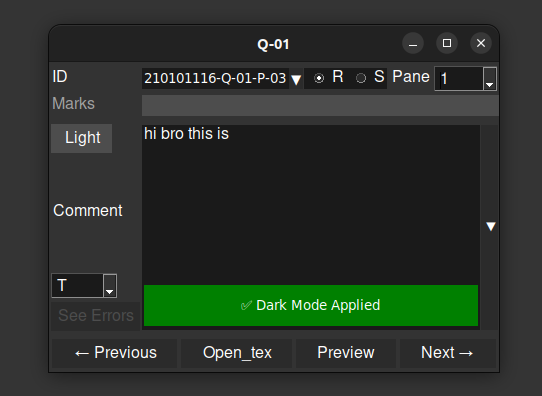 Q-01
ID 210101116-Q-01-P-03 ▼ R S Pane 1
Marks
Light
hi bro this is
Comment
T
✅ Dark Mode Applied
See Errors
← Previous Open_tex Preview Next →